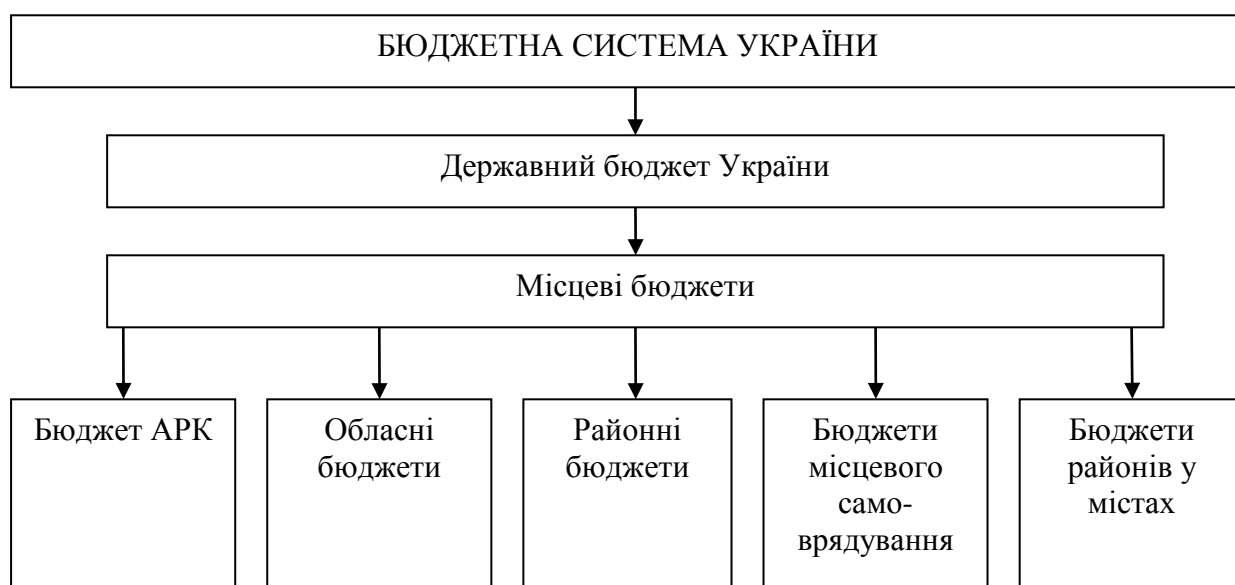 БЮДЖЕТНА СИСТЕМА УКРАЇНИ
Державний бюджет України
Місцеві бюджети
Бюджет АРК
Обласні
бюджети
Районні
бюджети
Бюджети
місцевого
само-
врядування
Бюджети
районів у
містах